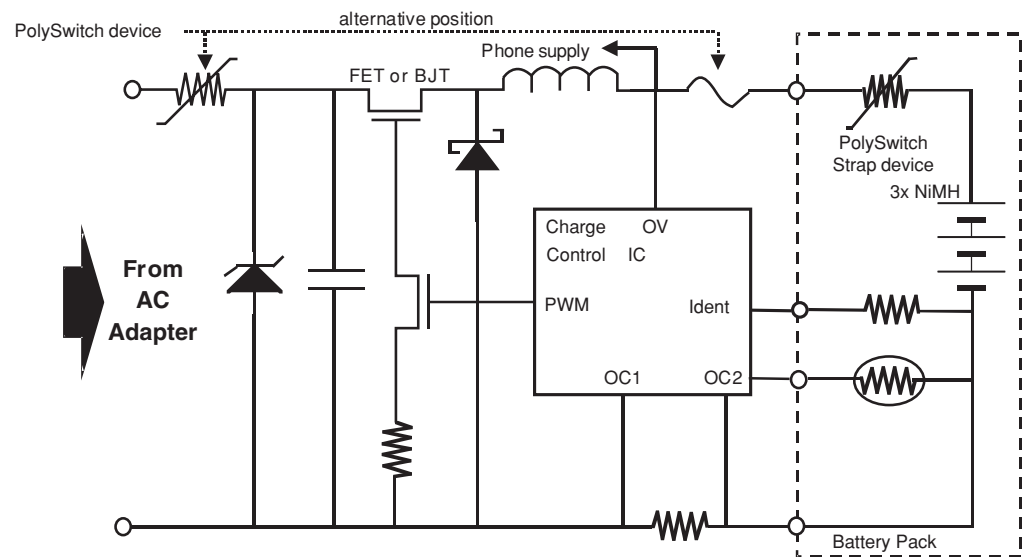 alternative position
PolySwitch device
Phone supply
FET or BJT
PolySwitch
Strap device
3x NiMH
Charge OV
Control IC
From
AC
Adapter
PWM
Ident
OC1 OC2
Battery Pack